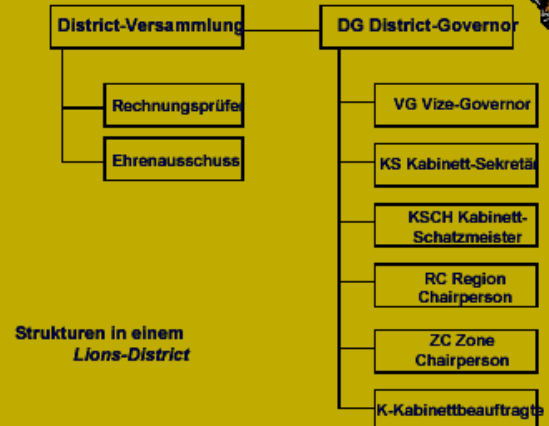 District-Versammlung
DG District-Governor
Rechnungsprüfer
Ehrenausschuss
VG Vize-Governor
KS Kabinett-Sekretär
KSCH Kabinett-
Schatzmeister
RC Region
Chairperson
ZC Zone
Chairperson
K-Kabinettbeauftragte
Strukturen in einem
Lions-District